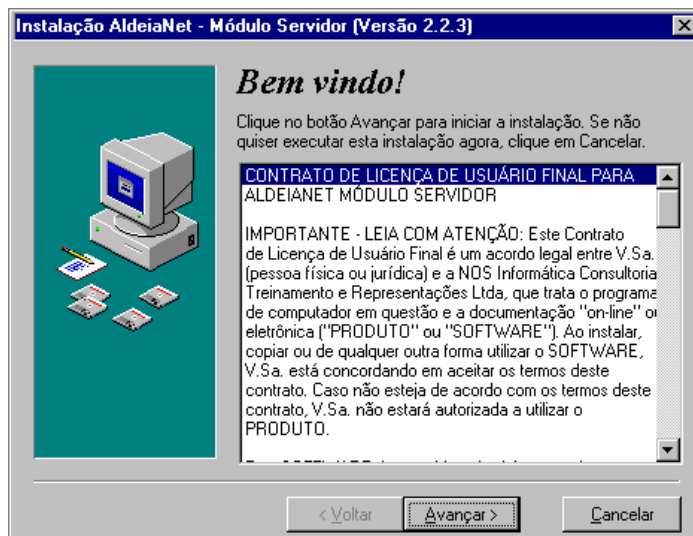 Instalação AldeiaNet - Módulo Servidor (Versão 2.2.3)
Bem vindo!
Clique no botão Avançar para iniciar a instalação. Se não
quiser executar esta instalação agora, clique em Cancelar.
CONTRATO DE LICENÇA DE USUÁRIO FINAL PARA
ALDEIANET MÓDULO SERVIDOR
IMPORTANTE - LEIA COM ATENÇÃO: Este Contrato
de Licença de Usuário Final é um acordo legal entre V.Sa.
(pessoa física ou jurídica) e a NOS Informática Consultoria
Treinamento e Representações Ltda, que trata o programa
de computador em questão e a documentação "on-line" ou
eletrônica ("PRODUTO" ou "SOFTWARE"). Ao instalar,
copiar ou de qualquer outra forma utilizar o SOFTWARE,
V.Sa. está concordando em aceitar os termos deste
contrato. Caso não esteja de acordo com os termos deste
contrato, V.Sa. não estará autorizada a utilizar o
PRODUTO.
< Voltar
Avançar >
Cancelar